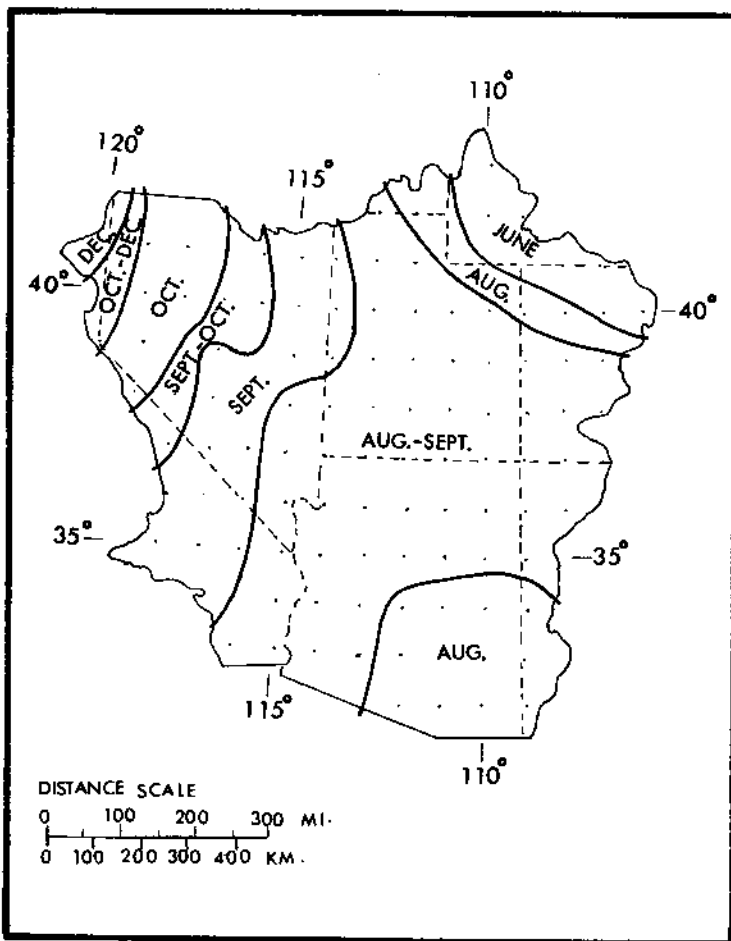 110°
120°
115°
DEC.
OCT.-DEC.
JUNE
40°
OCT.
AUG.
40°
SEPT.-OCT.
SEPT.
AUG.-SEPT.
35°
35°
AUG.
115°
110°
DISTANCE SCALE
0 100 200 300 MI.
0 100 200 300 400 KM.